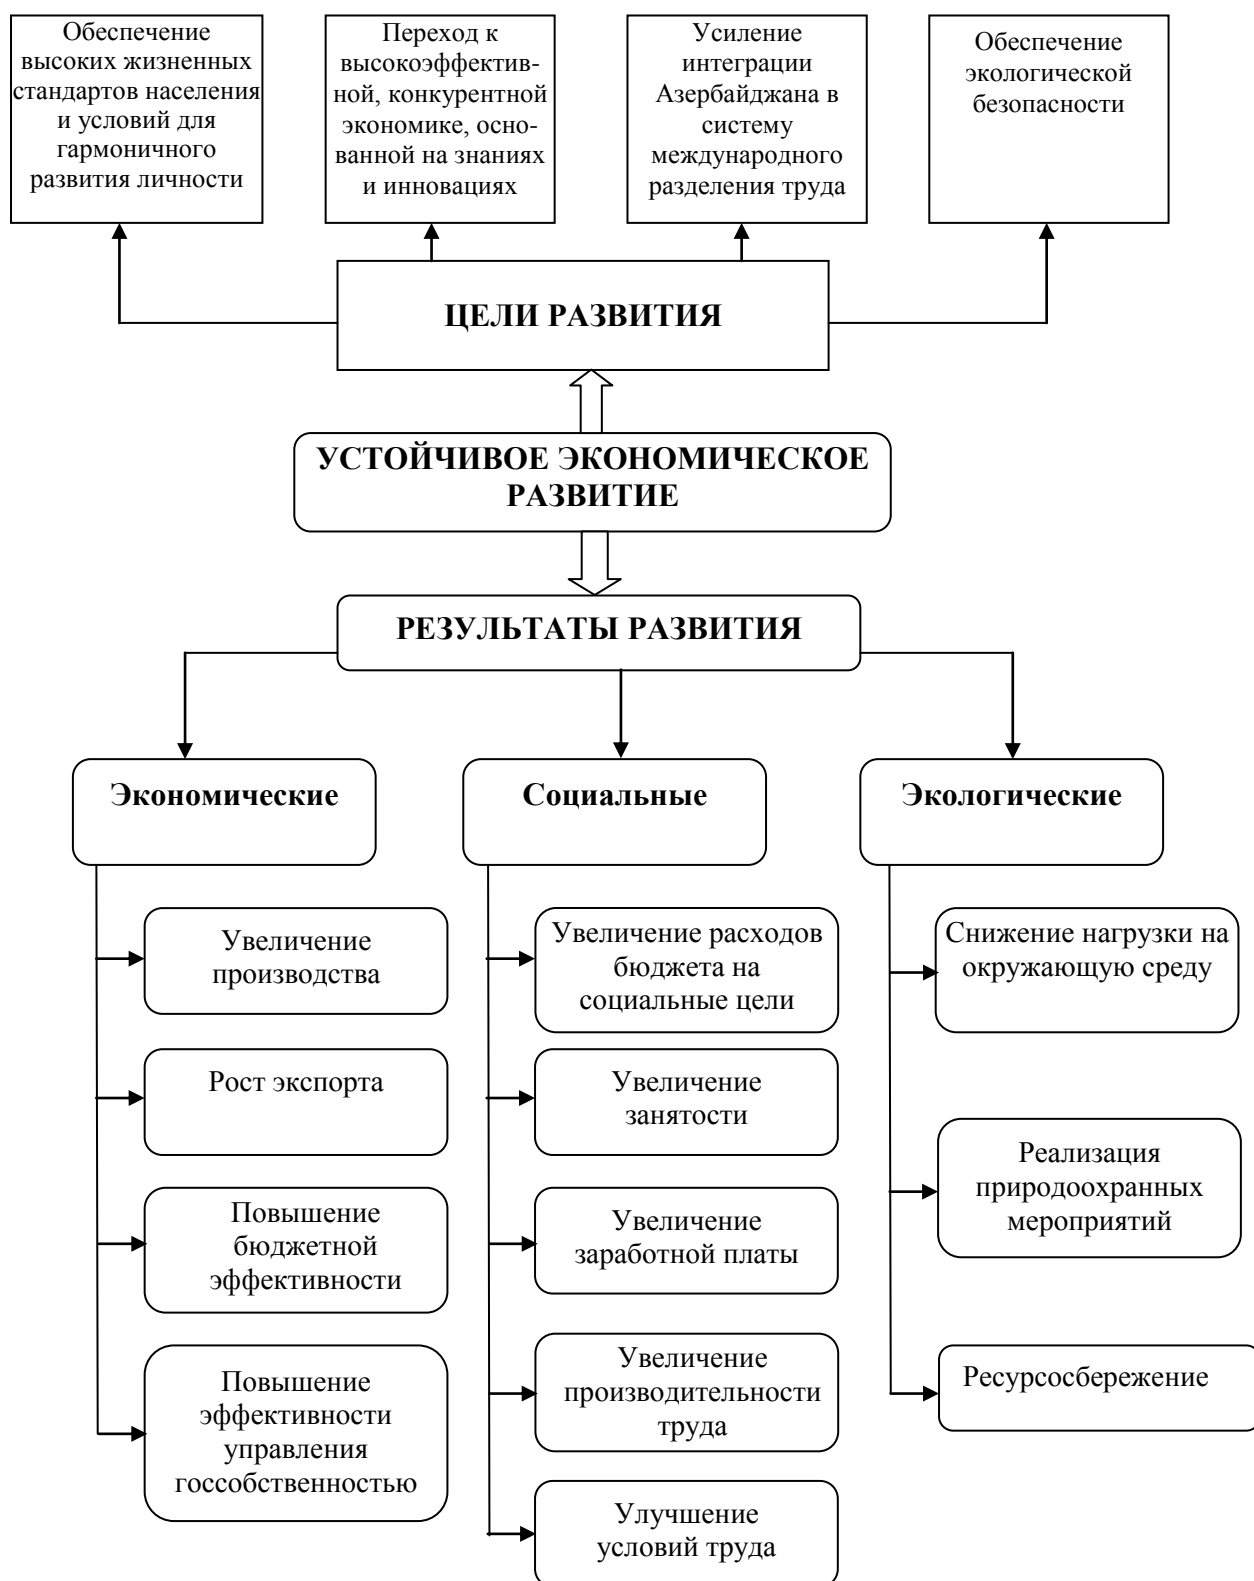 Обеспечение
высоких жизненных
стандартов населения
и условий для
гармоничного
развития личности
Переход к
высокоэффектив-
ной, конкурентной
экономике, осно-
ванной на знаниях
и инновациях
Усиление
интеграции
Азербайджана в
систему
международного
разделения труда
Обеспечение
экологической
безопасности
ЦЕЛИ РАЗВИТИЯ
УСТОЙЧИВОЕ ЭКОНОМИЧЕСКОЕ
РАЗВИТИЕ
РЕЗУЛЬТАТЫ РАЗВИТИЯ
Экономические
Увеличение
производства
Рост экспорта
Повышение
бюджетной
эффективности
Повышение
эффективности
управления
госсобственностью
Социальные
Увеличение расходов
бюджета на
социальные цели
Увеличение
занятости
Увеличение
заработной платы
Увеличение
производительности
труда
Улучшение
условий труда
Экологические
Снижение нагрузки на
окружающую среду
Реализация
природоохранных
мероприятий
Ресурсосбережение